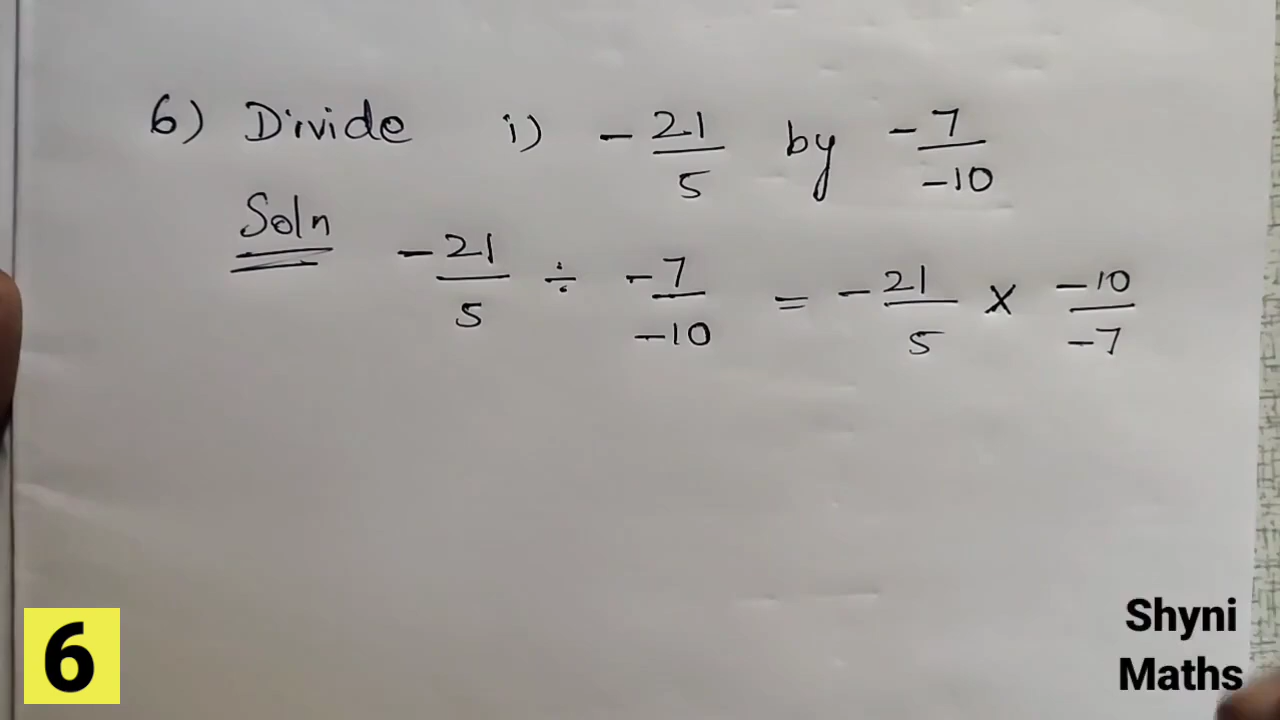 6) Divide i) -21/5 by -7/-10
Soln
-21/5 ÷ -7/-10 = -21/5 × -10/-7
6
Shyni
Maths